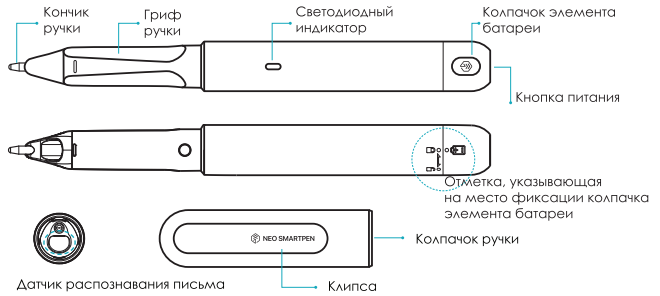 Кончик
ручки
Гриф
ручки
Светодиодный
индикатор
Колпачок элемента
батареи
Кнопка питания
Отметка, указывающая
на место фиксации колпачка
элемента батареи
NEO SMARTPEN
Колпачок ручки
Датчик распознавания письма
Клипса